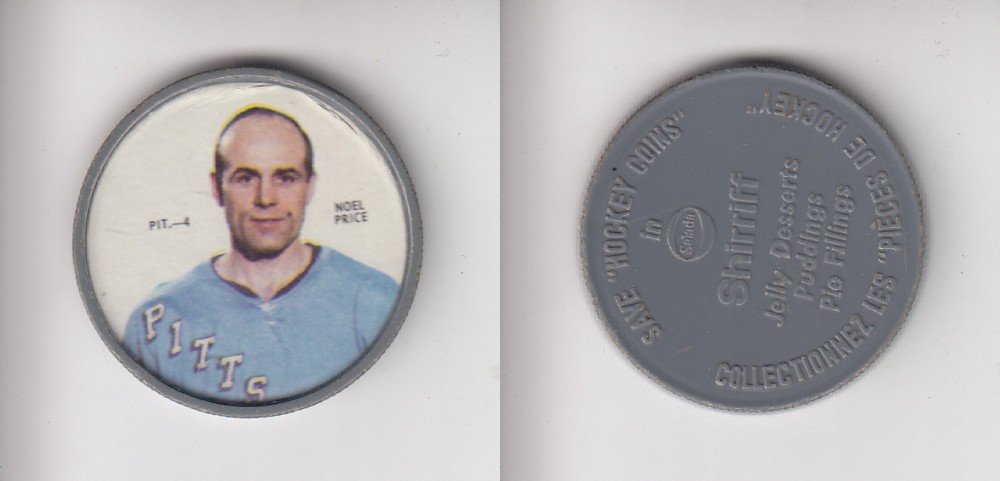 PIT.—4
NOEL
PRICE
PITTS
SAVE "HOCKEY COINS"
in
Salada
Shirriff
Jelly Desserts
Puddings
Pie Fillings
COLLECTIONNEZ LES "PIÈCES DE HOCKEY"